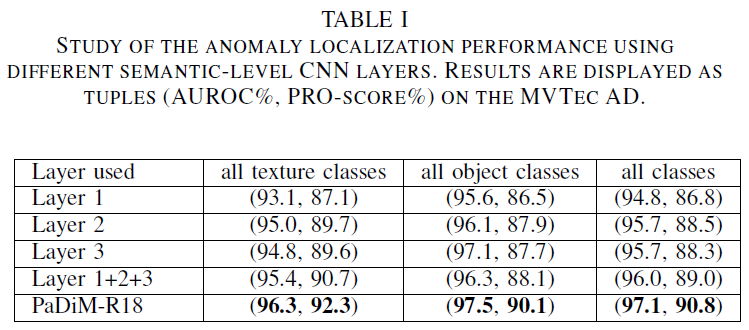 TABLE I
STUDY OF THE ANOMALY LOCALIZATION PERFORMANCE USING
DIFFERENT SEMANTIC-LEVEL CNN LAYERS. RESULTS ARE DISPLAYED AS
TUPLES (AUROC%, PRO-SCORE%) ON THE MVTEC AD.
Layer used all texture classes all object classes all classes
Layer 1 (93.1, 87.1) (95.6, 86.5) (94.8, 86.8)
Layer 2 (95.0, 89.7) (96.1, 87.9) (95.7, 88.5)
Layer 3 (94.8, 89.6) (97.1, 87.7) (95.7, 88.3)
Layer 1+2+3 (95.4, 90.7) (96.3, 88.1) (96.0, 89.0)
PaDiM-R18 (96.3, 92.3) (97.5, 90.1) (97.1, 90.8)